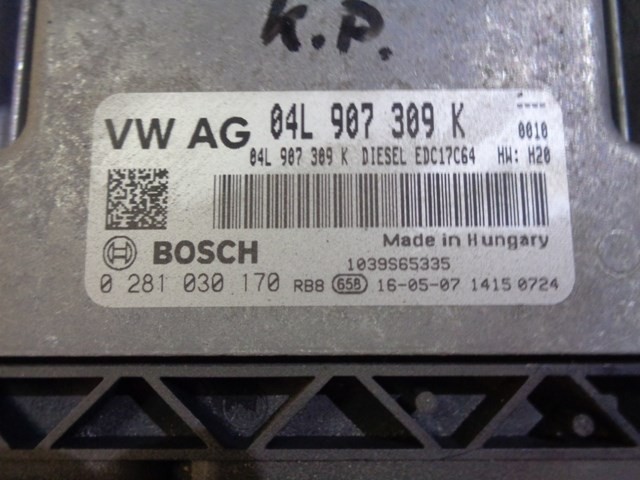 K.P.
VW AG 04L 907 309 K ----
0010
04L 907 309 K DIESEL EDC17C64 HW: H20
Made in Hungary
BOSCH 1039S65335
0 281 030 170 RB8 658 16-05-07 1415 0724